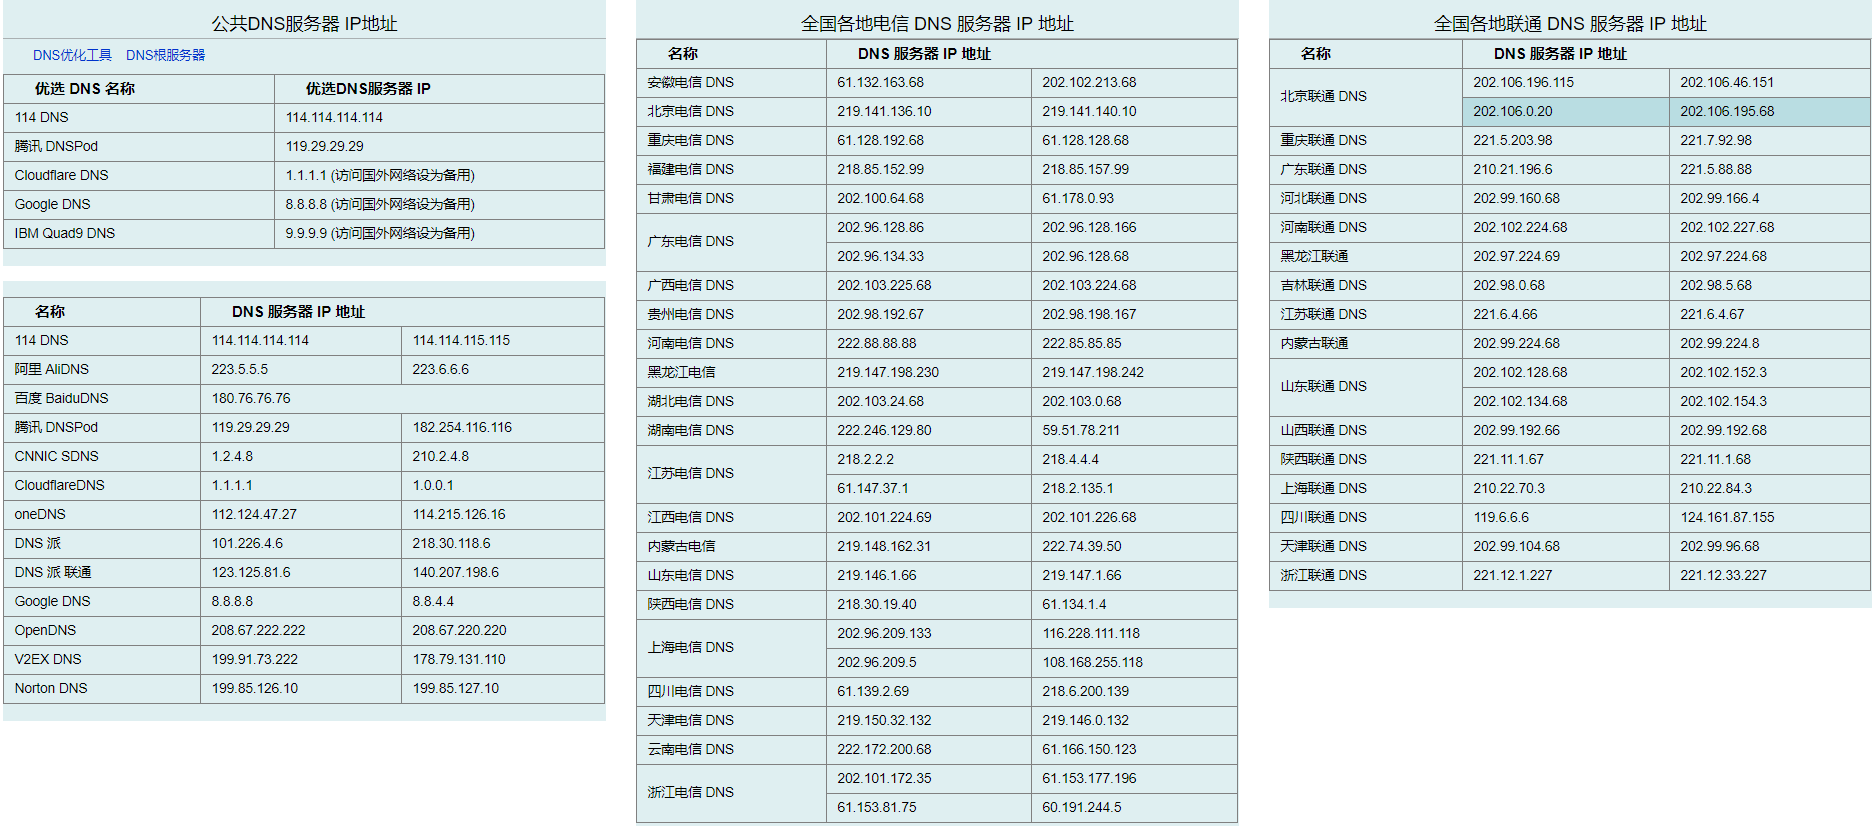 公共DNS服务器 IP地址
DNS优化工具 DNS根服务器
优选 DNS 名称 优选DNS服务器 IP
114 DNS 114.114.114.114
腾讯 DNSPod 119.29.29.29
Cloudflare DNS 1.1.1.1 (访问国外网络设为备用)
Google DNS 8.8.8.8 (访问国外网络设为备用)
IBM Quad9 DNS 9.9.9.9 (访问国外网络设为备用)
名称 DNS 服务器 IP 地址
114 DNS 114.114.114.114 114.114.115.115
阿里 AliDNS 223.5.5.5 223.6.6.6
百度 BaiduDNS 180.76.76.76
腾讯 DNSPod 119.29.29.29 182.254.116.116
CNNIC SDNS 1.2.4.8 210.2.4.8
CloudflareDNS 1.1.1.1 1.0.0.1
oneDNS 112.124.47.27 114.215.126.16
DNS 派 101.226.4.6 218.30.118.6
DNS 派 联通 123.125.81.6 140.207.198.6
Google DNS 8.8.8.8 8.8.4.4
OpenDNS 208.67.222.222 208.67.220.220
V2EX DNS 199.91.73.222 178.79.131.110
Norton DNS 199.85.126.10 199.85.127.10
全国各地电信 DNS 服务器 IP 地址
名称 DNS 服务器 IP 地址
安徽电信 DNS 61.132.163.68 202.102.213.68
北京电信 DNS 219.141.136.10 219.141.140.10
重庆电信 DNS 61.128.192.68 61.128.128.68
福建电信 DNS 218.85.152.99 218.85.157.99
甘肃电信 DNS 202.100.64.68 61.178.0.93
广东电信 DNS 202.96.128.86 202.96.128.166
202.96.134.33 202.96.128.68
广西电信 DNS 202.103.225.68 202.103.224.68
贵州电信 DNS 202.98.192.67 202.98.198.167
河南电信 DNS 222.88.88.88 222.85.85.85
黑龙江电信 219.147.198.230 219.147.198.242
湖北电信 DNS 202.103.24.68 202.103.0.68
湖南电信 DNS 222.246.129.80 59.51.78.211
江苏电信 DNS 218.2.2.2 218.4.4.4
61.147.37.1 218.2.135.1
江西电信 DNS 202.101.224.69 202.101.226.68
内蒙古电信 219.148.162.31 222.74.39.50
山东电信 DNS 219.146.1.66 219.147.1.66
陕西电信 DNS 218.30.19.40 61.134.1.4
上海电信 DNS 202.96.209.133 116.228.111.118
202.96.209.5 108.168.255.118
四川电信 DNS 61.139.2.69 218.6.200.139
天津电信 DNS 219.150.32.132 219.146.0.132
云南电信 DNS 222.172.200.68 61.166.150.123
浙江电信 DNS 202.101.172.35 61.153.177.196
61.153.81.75 60.191.244.5
全国各地联通 DNS 服务器 IP 地址
名称 DNS 服务器 IP 地址
北京联通 DNS 202.106.196.115 202.106.46.151
202.106.0.20 202.106.195.68
重庆联通 DNS 221.5.203.98 221.7.92.98
广东联通 DNS 210.21.196.6 221.5.88.88
河北联通 DNS 202.99.160.68 202.99.166.4
河南联通 DNS 202.102.224.68 202.102.227.68
黑龙江联通 202.97.224.69 202.97.224.68
吉林联通 DNS 202.98.0.68 202.98.5.68
江苏联通 DNS 221.6.4.66 221.6.4.67
内蒙古联通 202.99.224.68 202.99.224.8
山东联通 DNS 202.102.128.68 202.102.152.3
202.102.134.68 202.102.154.3
山西联通 DNS 202.99.192.66 202.99.192.68
陕西联通 DNS 221.11.1.67 221.11.1.68
上海联通 DNS 210.22.70.3 210.22.84.3
四川联通 DNS 119.6.6.6 124.161.87.155
天津联通 DNS 202.99.104.68 202.99.96.68
浙江联通 DNS 221.12.1.227 221.12.33.227